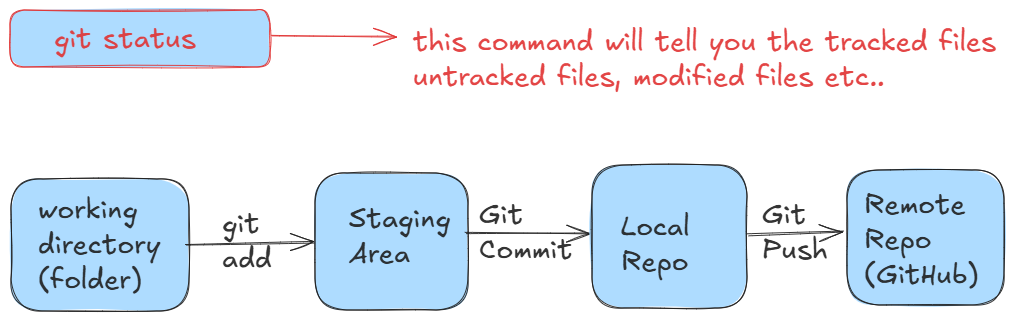 git status
this command will tell you the tracked files
untracked files, modified files etc..
working
directory
(folder)
git
add
Staging
Area
Git
Commit
Local
Repo
Git
Push
Remote
Repo
(GitHub)